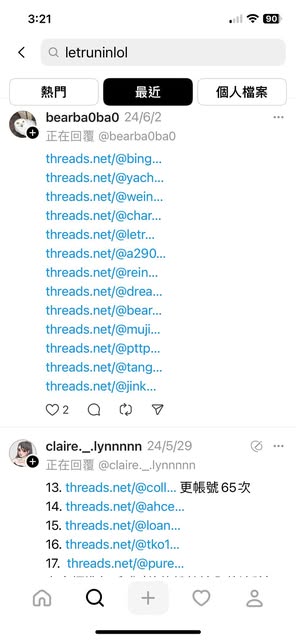 3:21
90
letruninlol
熱門
最近
個人檔案
bearba0ba0 24/6/2
正在回覆 @bearba0ba0
threads.net/@bing...
threads.net/@yach...
threads.net/@wein...
threads.net/@char...
threads.net/@letr...
threads.net/@a290...
threads.net/@rein...
threads.net/@drea...
threads.net/@bear...
threads.net/@muji...
threads.net/@pttp...
threads.net/@tang...
threads.net/@jink...
2
claire._.lynnnnn 24/5/29
正在回覆 @claire._.lynnnnn
13. threads.net/@coll... 更帳號65次
14. threads.net/@ahce...
15. threads.net/@loan...
16. threads.net/@tko1...
17. threads.net/@pure...